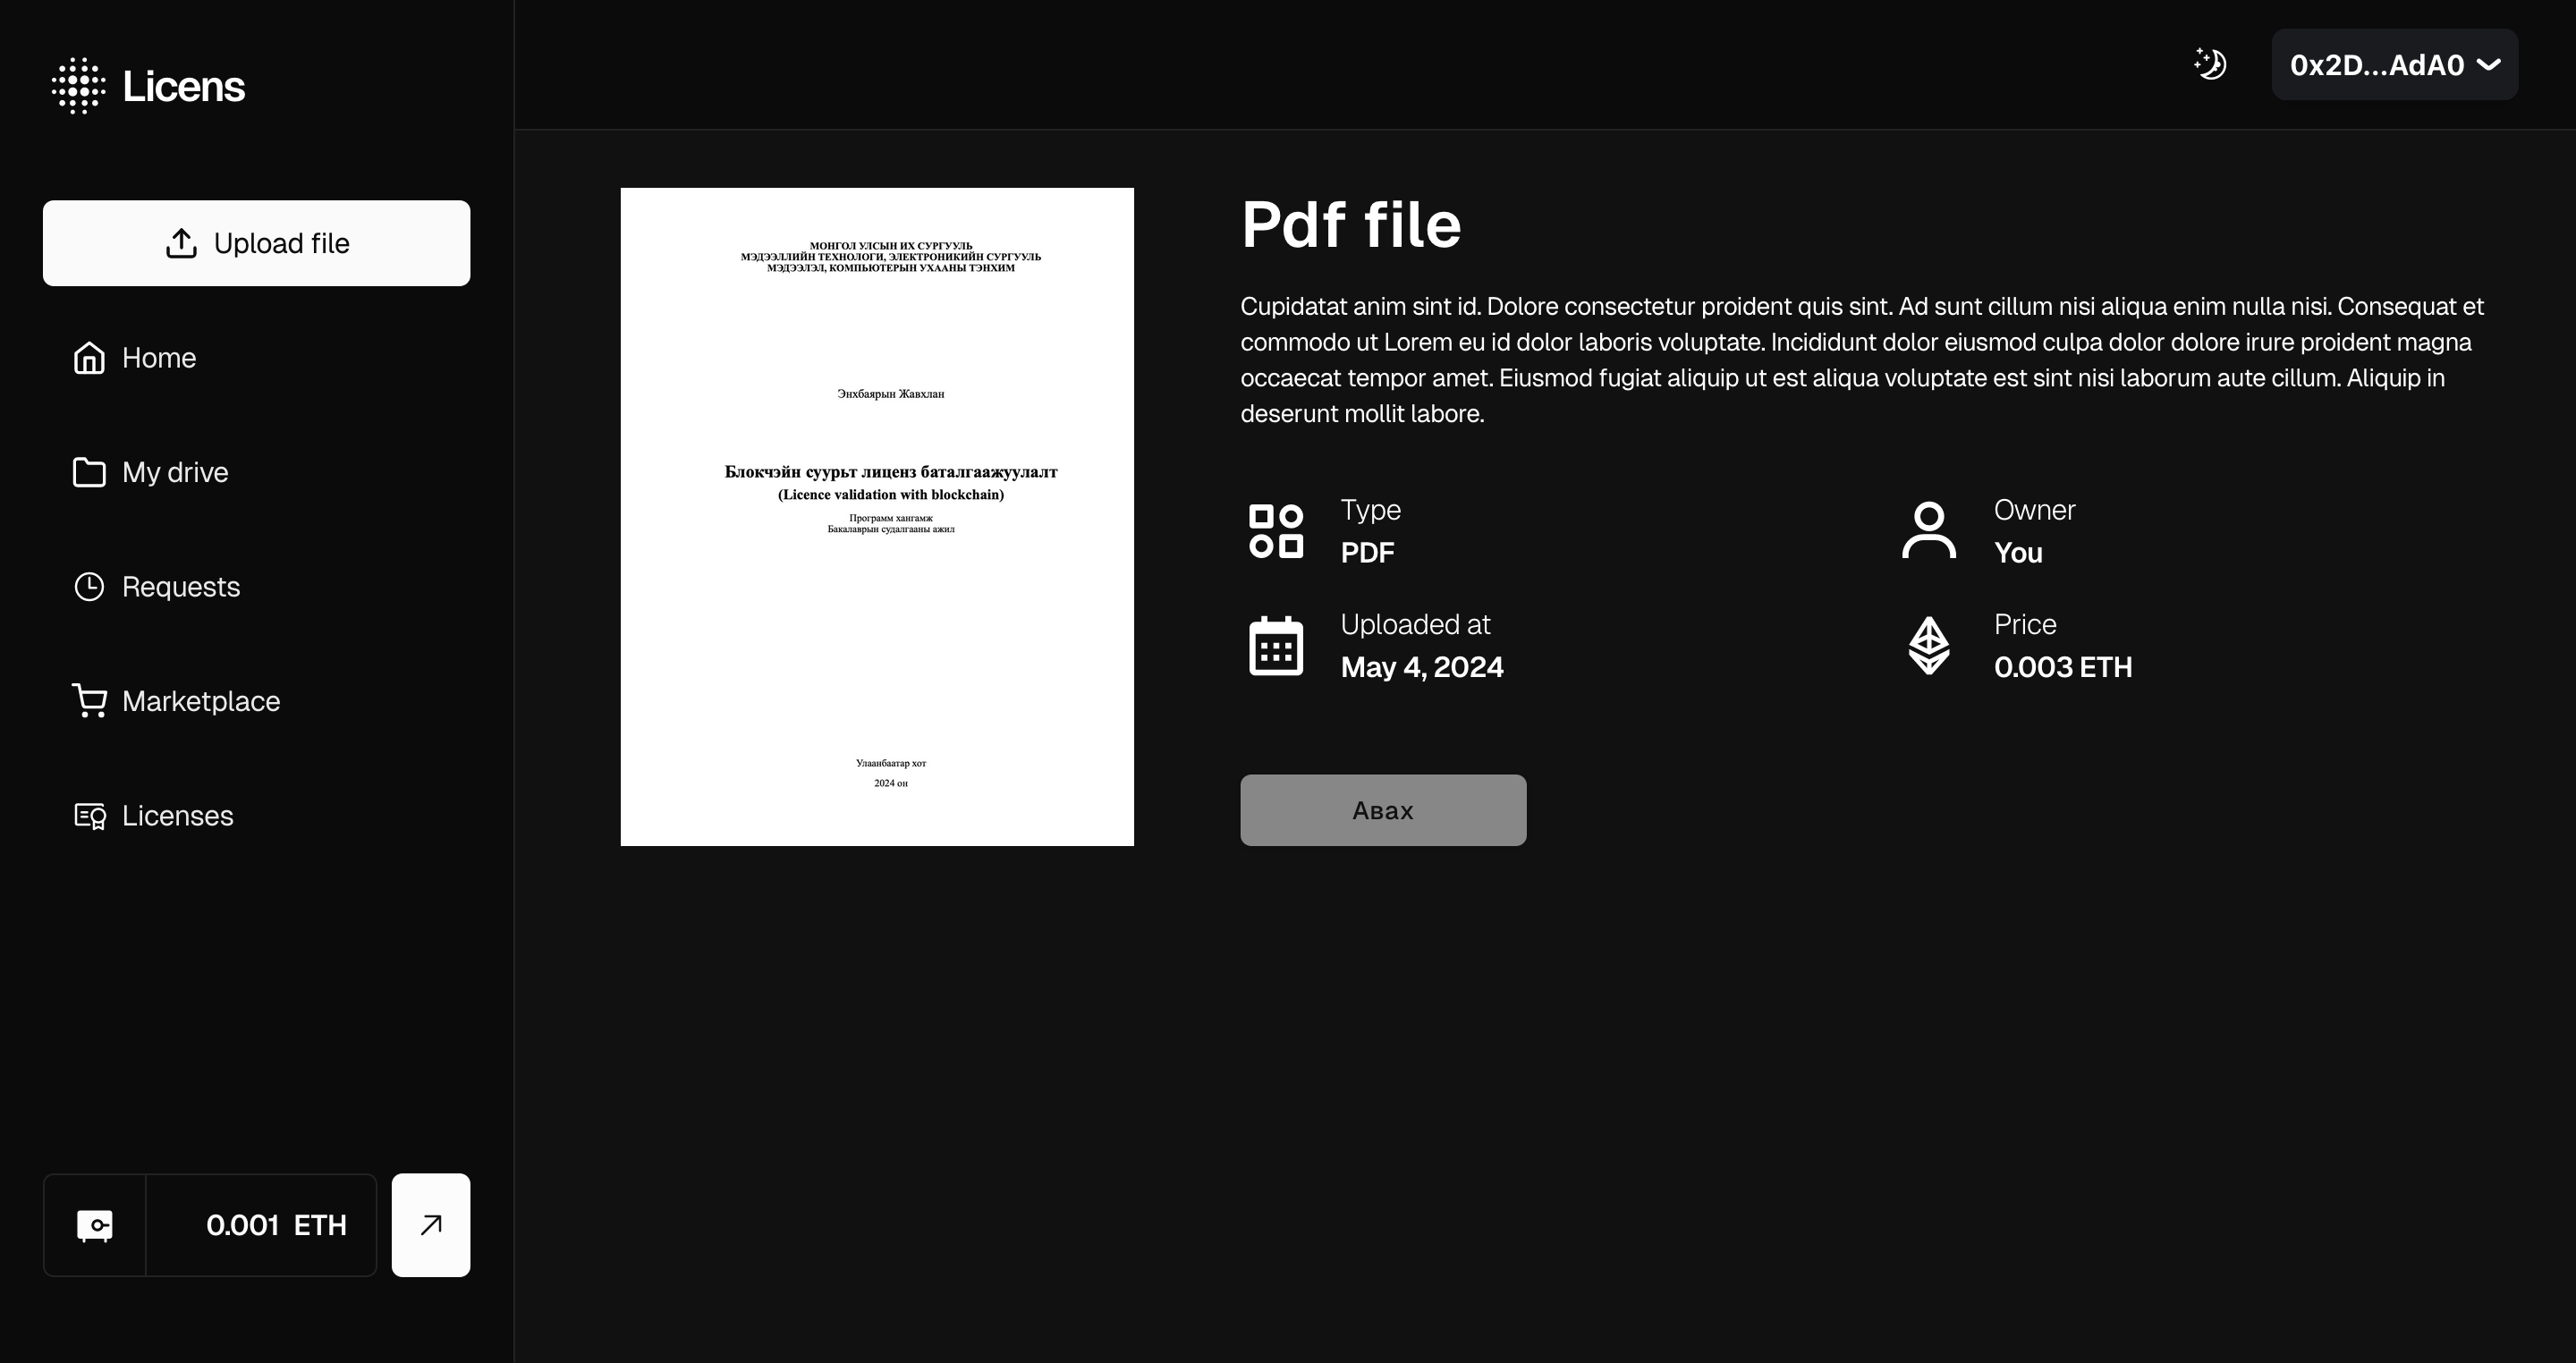 Licens
0x2D...AdA0
Upload file
Home
My drive
Requests
Marketplace
Licenses
0.001 ETH
МОНГОЛ УЛСЫН ИХ СУРГУУЛЬ
МЭДЭЭЛЛИЙН ТЕХНОЛОГИ, ЭЛЕКТРОНИКИЙН СУРГУУЛЬ
МЭДЭЭЛЭЛ, КОМПЬЮТЕРЫН УХААНЫ ТЭНХИМ
Энхбаярын Жавхлан
Блокчэйн суурьт лиценз баталгаажуулалт
(Licence validation with blockchain)
Программ хангамж
Бакалаврын судалгааны ажил
Улаанбаатар хот
2024 он
Pdf file
Cupidatat anim sint id. Dolore consectetur proident quis sint. Ad sunt cillum nisi aliqua enim nulla nisi. Consequat et
commodo ut Lorem eu id dolor laboris voluptate. Incididunt dolor eiusmod culpa dolor dolore irure proident magna
occaecat tempor amet. Eiusmod fugiat aliquip ut est aliqua voluptate est sint nisi laborum aute cillum. Aliquip in
deserunt mollit labore.
Type
PDF
Owner
You
Uploaded at
May 4, 2024
Price
0.003 ETH
Авах